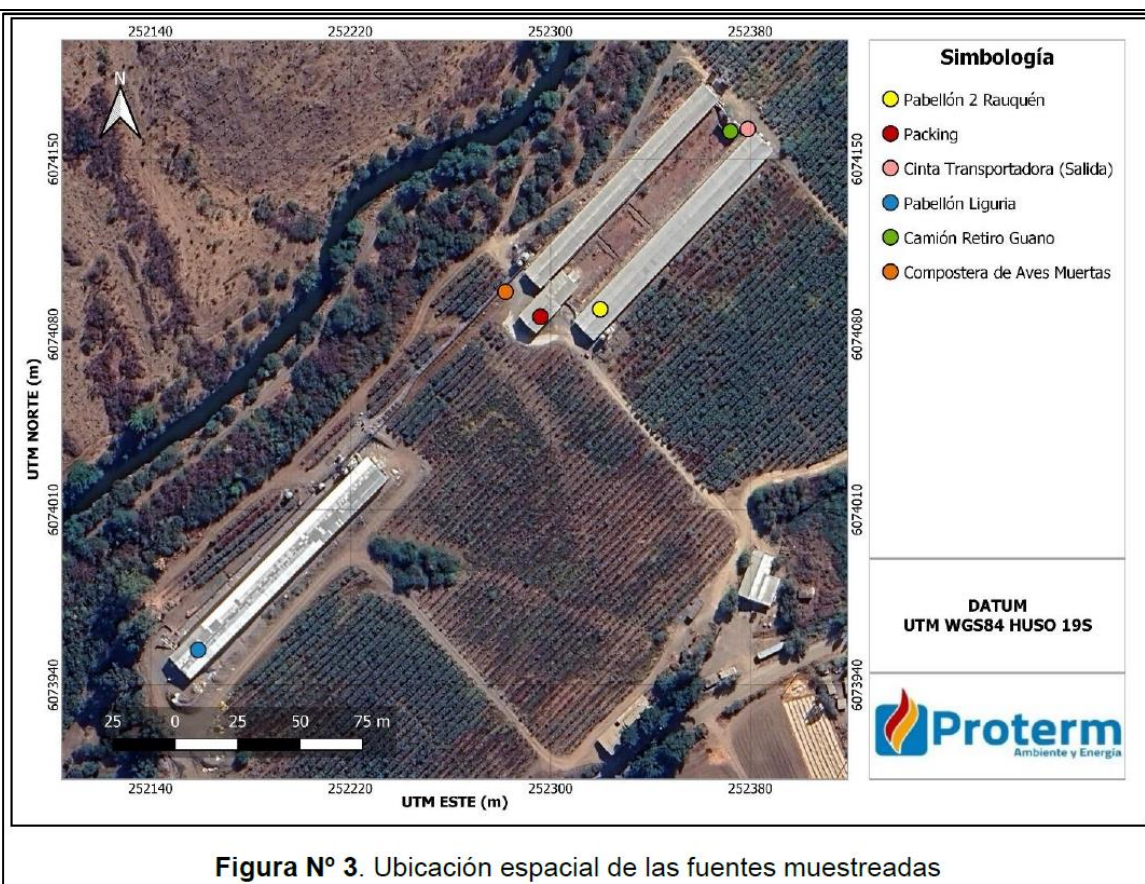 252140 252220 252300 252380
N
6074150 6074150
6074080 6074080
UTM NORTE (m)
6074010 6074010
6073940 6073940
25 0 25 50 75 m
252140 252220 252300 252380
UTM ESTE (m)
Simbología
Pabellón 2 Rauquén
Packing
Cinta Transportadora (Salida)
Pabellón Liguria
Camión Retiro Guano
Compostera de Aves Muertas
DATUM
UTM WGS84 HUSO 19S
Proterm
Ambiente y Energía
Figura Nº 3. Ubicación espacial de las fuentes muestreadas